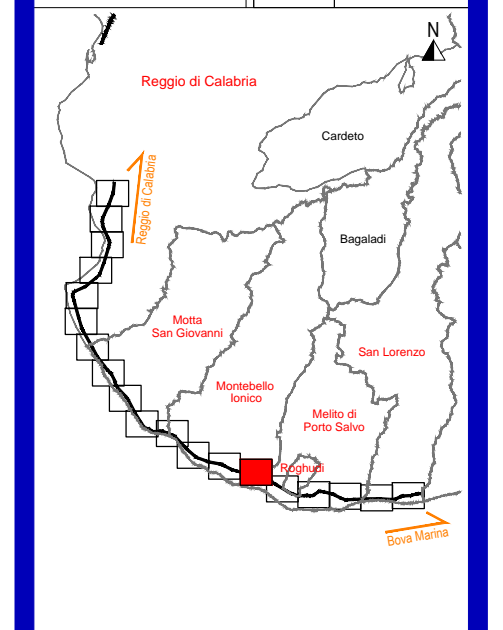 N
Reggio di Calabria
Cardeto
Reggio di Calabria
Bagaladi
Motta
San Giovanni
San Lorenzo
Montebello
Ionico
Melito di
Porto Salvo
Roghudi
Bova Marina